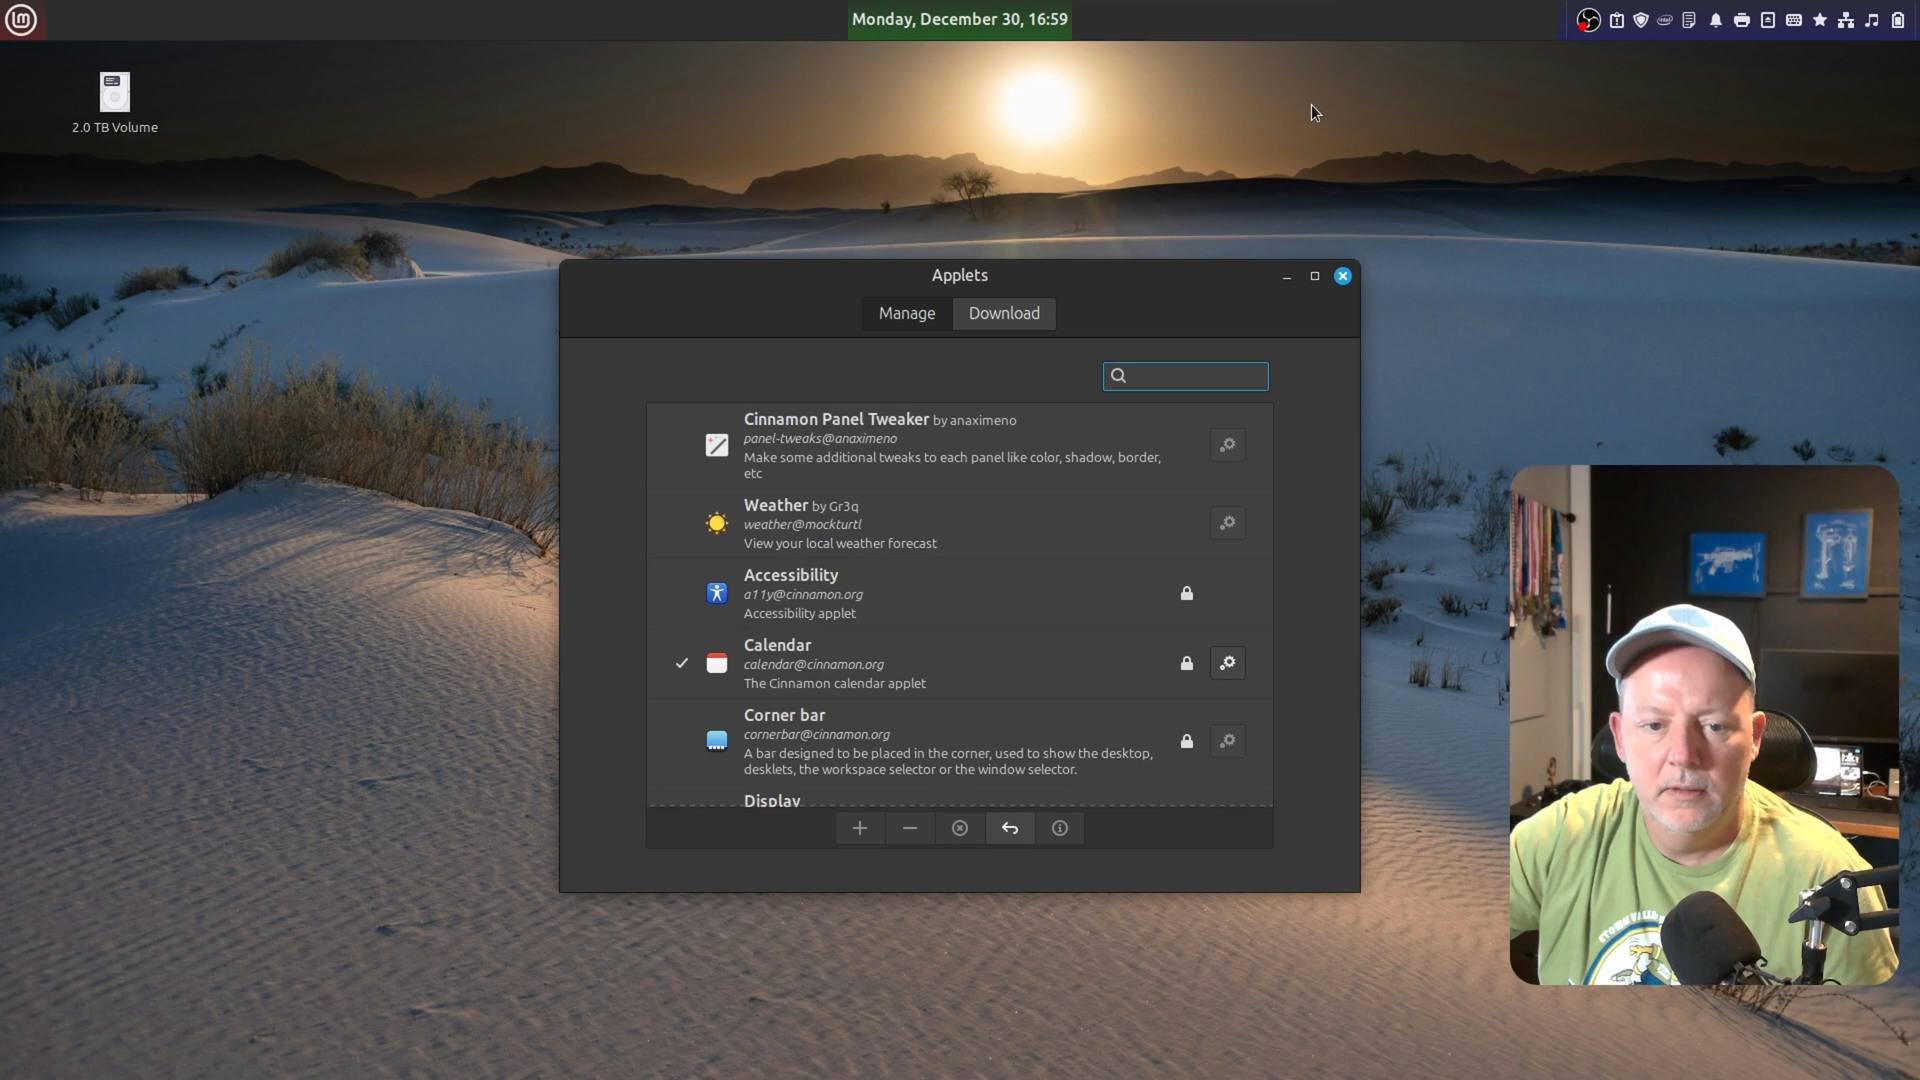 Monday, December 30, 16:59
2.0 TB Volume
Applets
Manage
Download
Cinnamon Panel Tweaker by anaximeno
panel-tweaks@anaximeno
Make some additional tweaks to each panel like color, shadow, border,
etc
Weather by Gr3q
weather@mockturtl
View your local weather forecast
Accessibility
a11y@cinnamon.org
Accessibility applet
Calendar
calendar@cinnamon.org
The Cinnamon calendar applet
Corner bar
cornerbar@cinnamon.org
A bar designed to be placed in the corner, used to show the desktop,
desklets, the workspace selector or the window selector.
Display